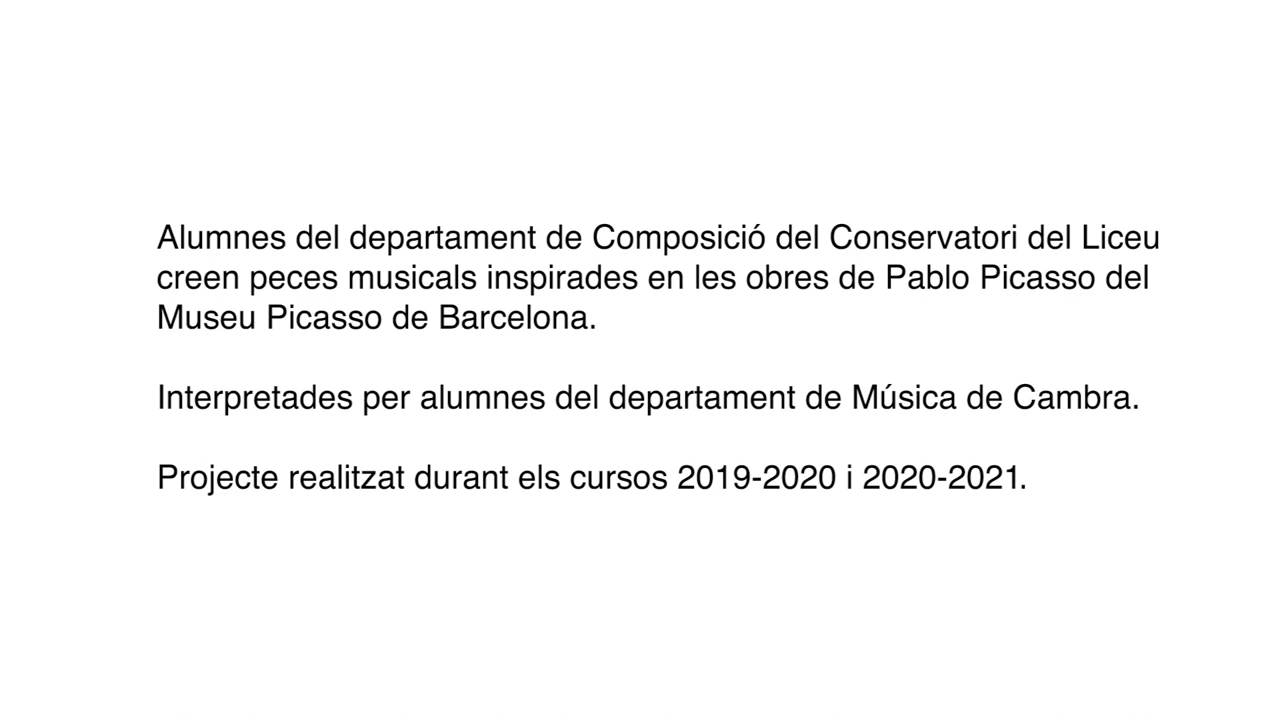 Alumnes del departament de Composició del Conservatori del Liceu
creen peces musicals inspirades en les obres de Pablo Picasso del
Museu Picasso de Barcelona.
Interpretades per alumnes del departament de Música de Cambra.
Projecte realitzat durant els cursos 2019-2020 i 2020-2021.